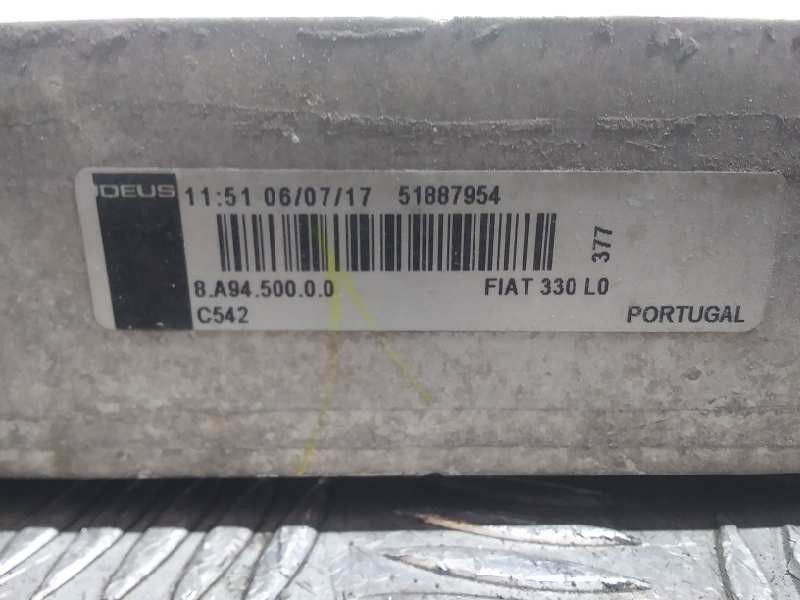 DEUS 11:51 06/07/17 51887954
377
8.A94.500.0.0 FIAT 330 L0
C542 PORTUGAL